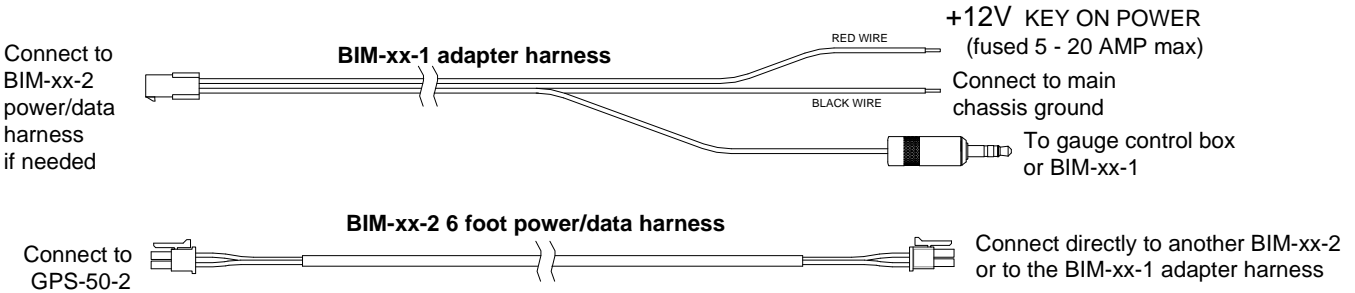 +12V KEY ON POWER
(fused 5 - 20 AMP max)
RED WIRE
BIM-xx-1 adapter harness
Connect to
BIM-xx-2
power/data
harness
if needed
Connect to main
chassis ground
BLACK WIRE
To gauge control box
or BIM-xx-1
BIM-xx-2 6 foot power/data harness
Connect to
GPS-50-2
Connect directly to another BIM-xx-2
or to the BIM-xx-1 adapter harness